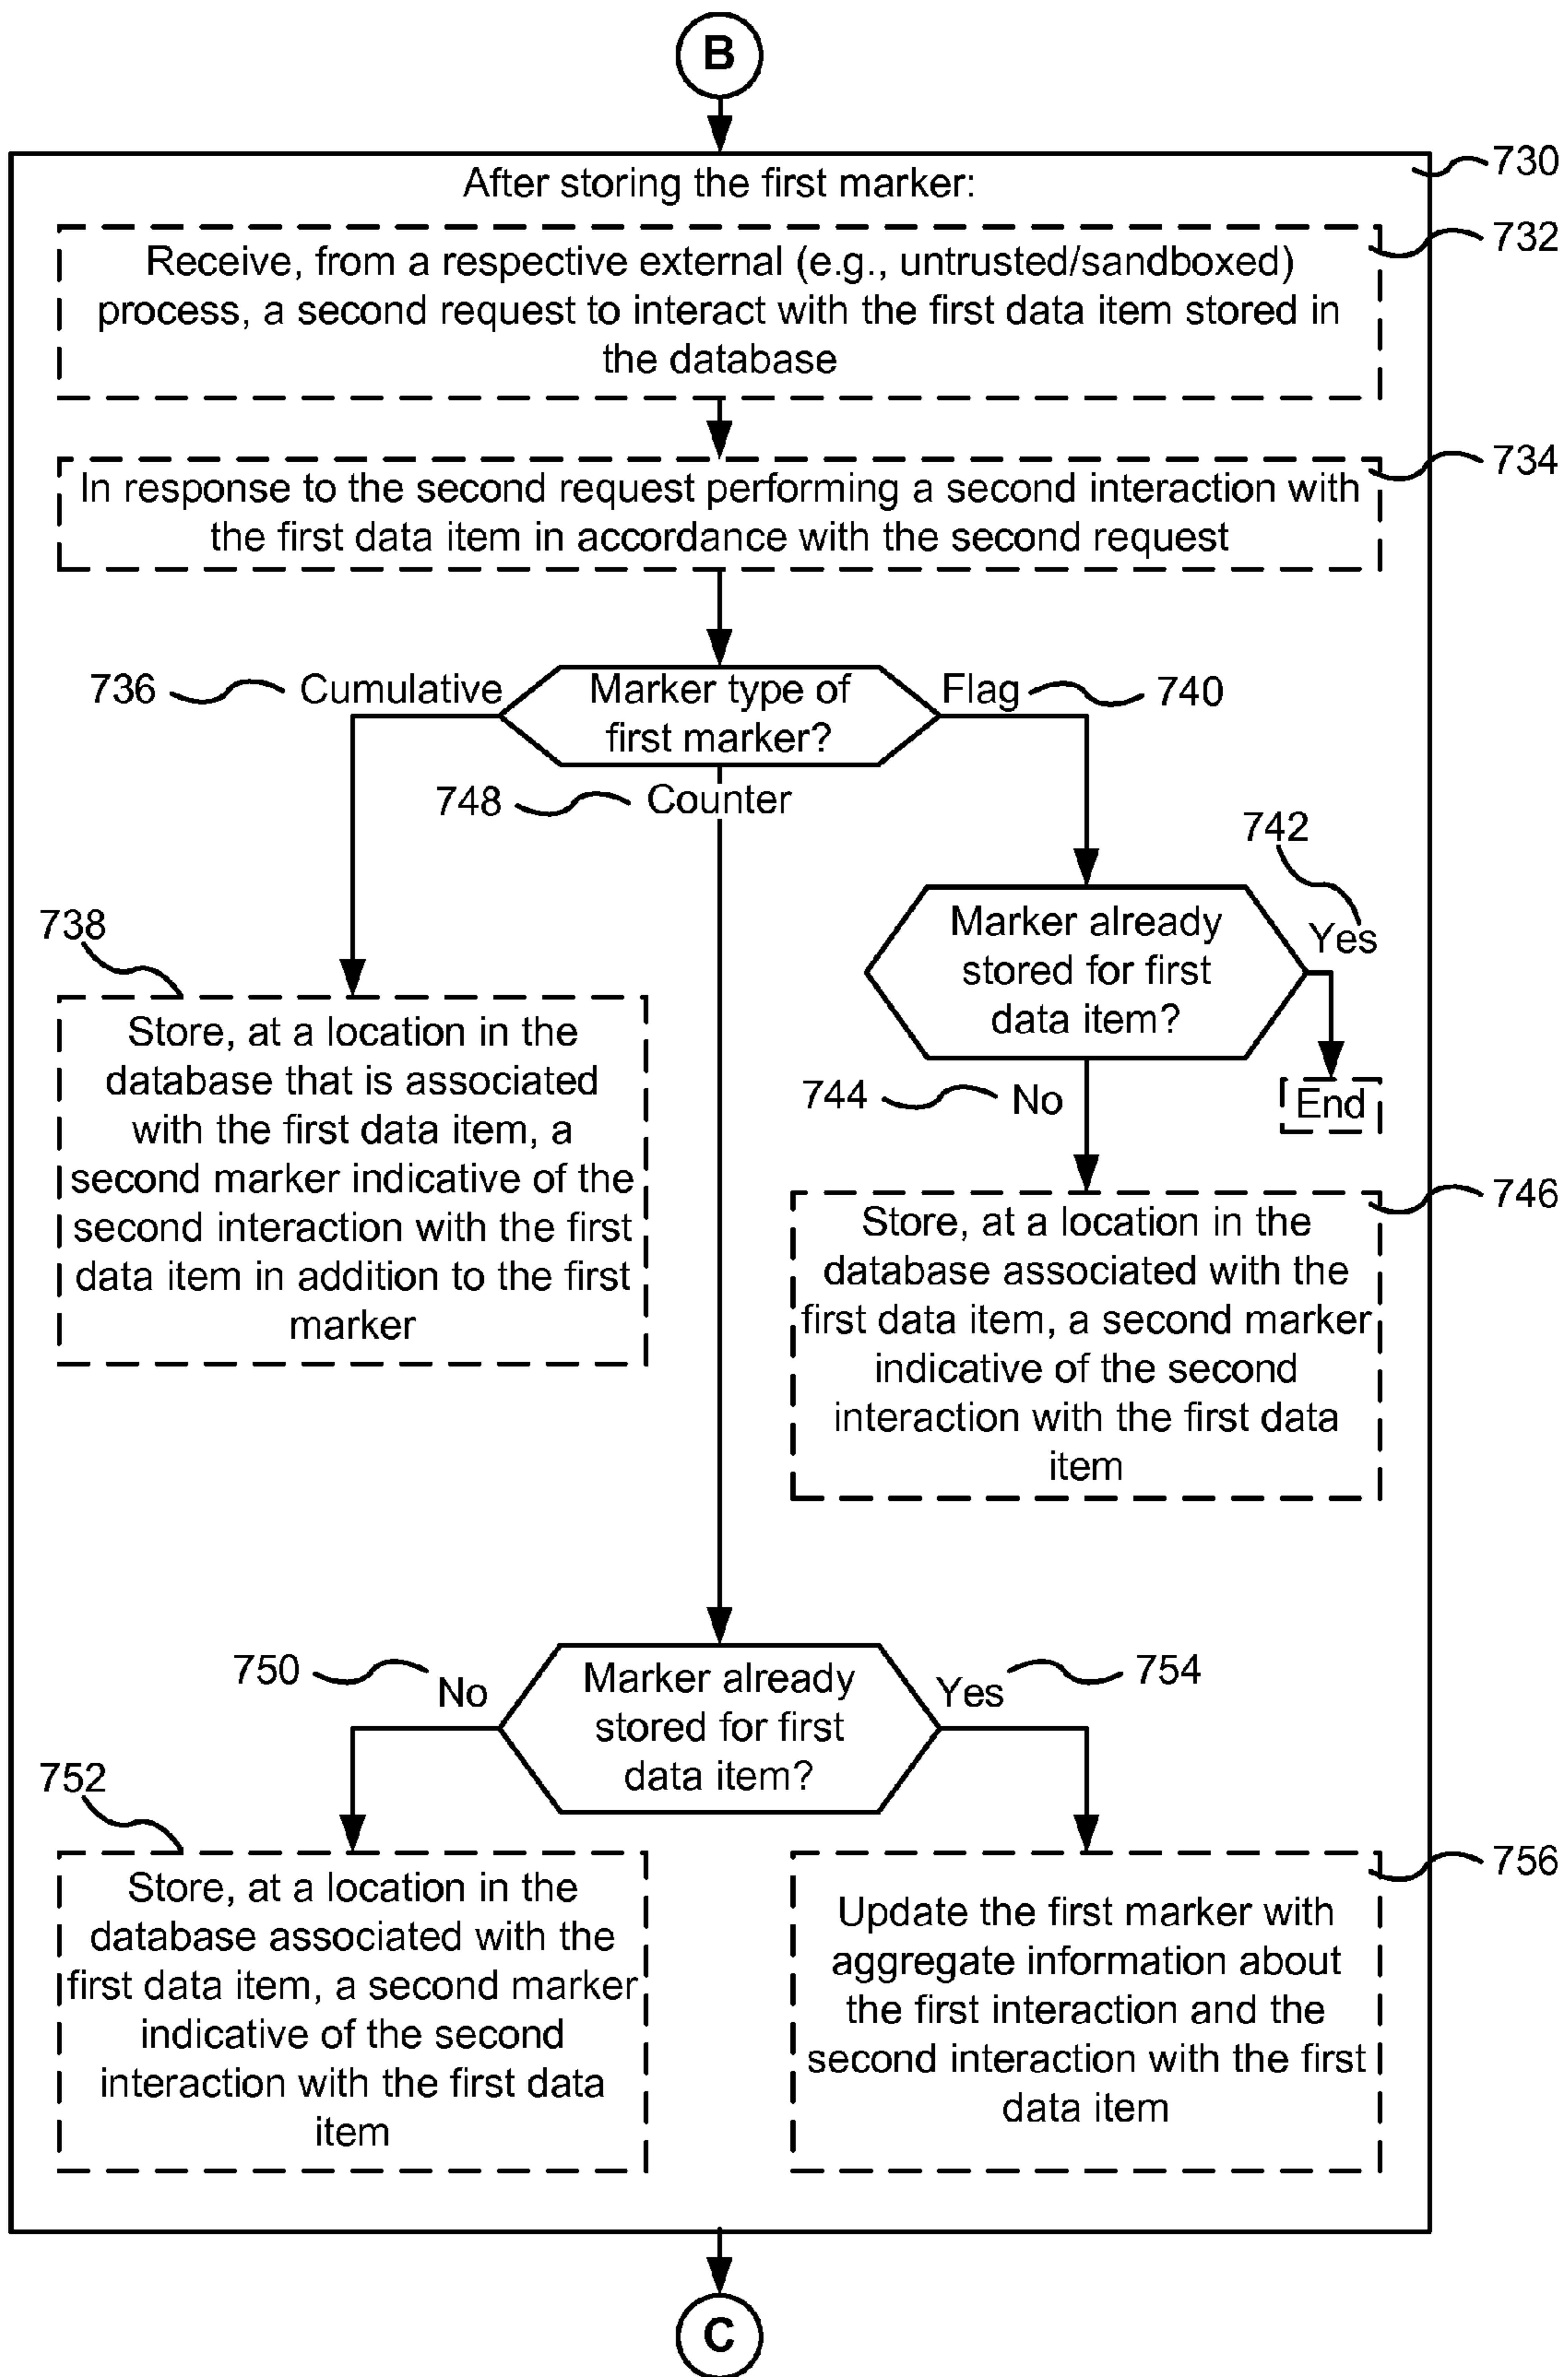 B
730
After storing the first marker:
732
Receive, from a respective external (e.g., untrusted/sandboxed)
process, a second request to interact with the first data item stored in
the database
734
In response to the second request performing a second interaction with
the first data item in accordance with the second request
736
Cumulative
Marker type of
first marker?
Flag
740
748
Counter
742
Yes
Marker already
stored for first
data item?
738
Store, at a location in the
database that is associated
with the first data item, a
second marker indicative of the
second interaction with the first
data item in addition to the first
marker
744
No
End
746
Store, at a location in the
database associated with the
first data item, a second marker
indicative of the second
interaction with the first data
item
750
No
Marker already
stored for first
data item?
Yes
754
752
Store, at a location in the
database associated with the
first data item, a second marker
indicative of the second
interaction with the first data
item
756
Update the first marker with
aggregate information about
the first interaction and the
second interaction with the first
data item
C